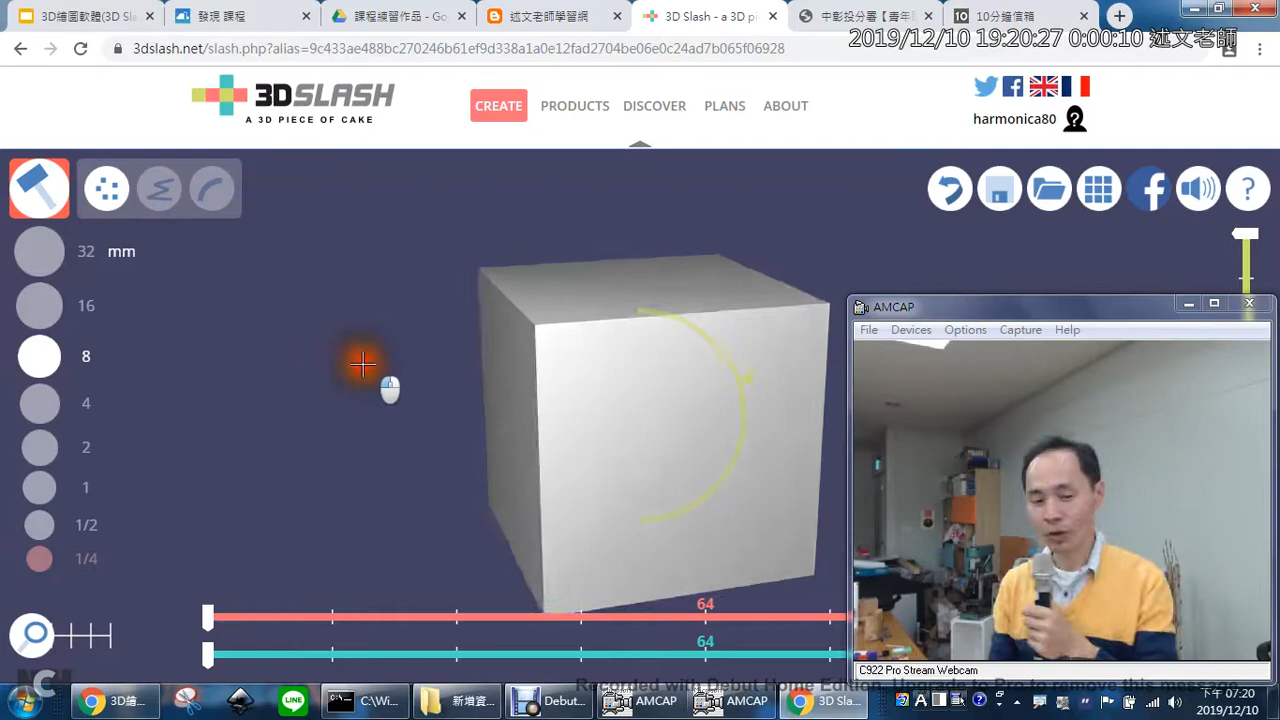 3D繪圖軟體(3D Slas
發現 課程
課程練習作品 - Go
述文老師學習網
3D Slash - a 3D pi
中彰投分署【青年
10分鐘信箱
3dslash.net/slash.php?alias=9c433ae488bc270246b61ef9d338a1a0e12fad2704be06e0c24ad7b065f06928
2019/12/10 19:20:27 0:00:10 述文老師
3DSLASH
A 3D PIECE OF CAKE
CREATE
PRODUCTS
DISCOVER
PLANS
ABOUT
harmonica80
32 mm
16
8
4
2
1
1/2
1/4
64
64
AMCAP
File Devices Options Capture Help
C922 Pro Stream Webcam
Recorded with Debut Home Edition. Upgrade to Pro to remove this message.
LINE
C:\Wi...
新增資...
Debut...
AMCAP
AMCAP
3D Sla...
下午 07:20
2019/12/10